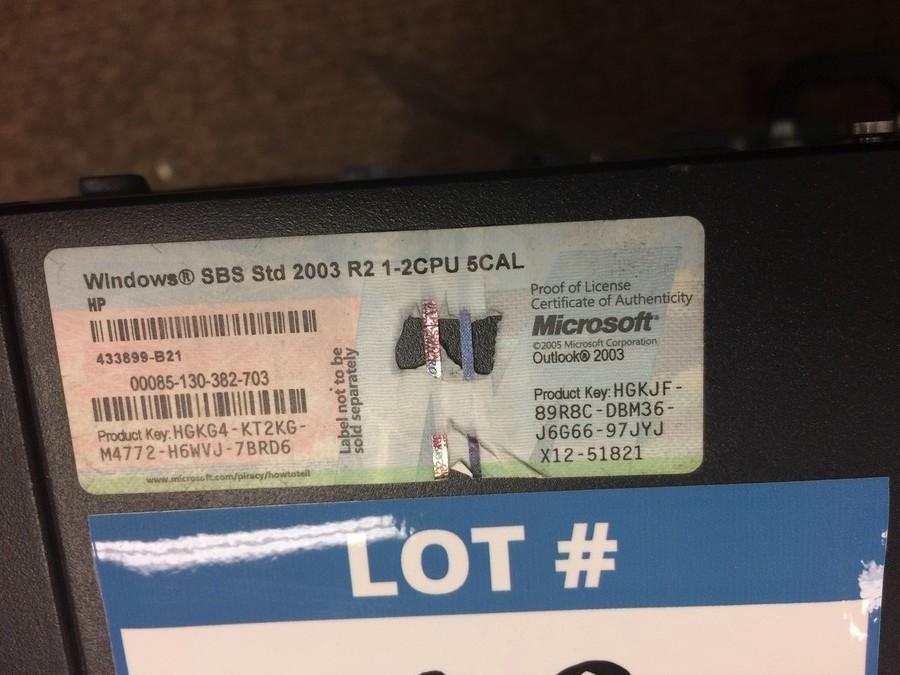 Windows® SBS Std 2003 R2 1-2CPU 5CAL
HP
433899-B21
00085-130-382-703
Product Key: HGKG4-KT2KG-
M4772-H6WVJ-7BRD6
www.microsoft.com/piracy/howtotell
Label not to be
sold separately
Proof of License
Certificate of Authenticity
Microsoft®
©2005 Microsoft Corporation
Outlook® 2003
Product Key: HGKJF-
89R8C-DBM36-
J6G66-97JYJ
X12-51821
LOT #